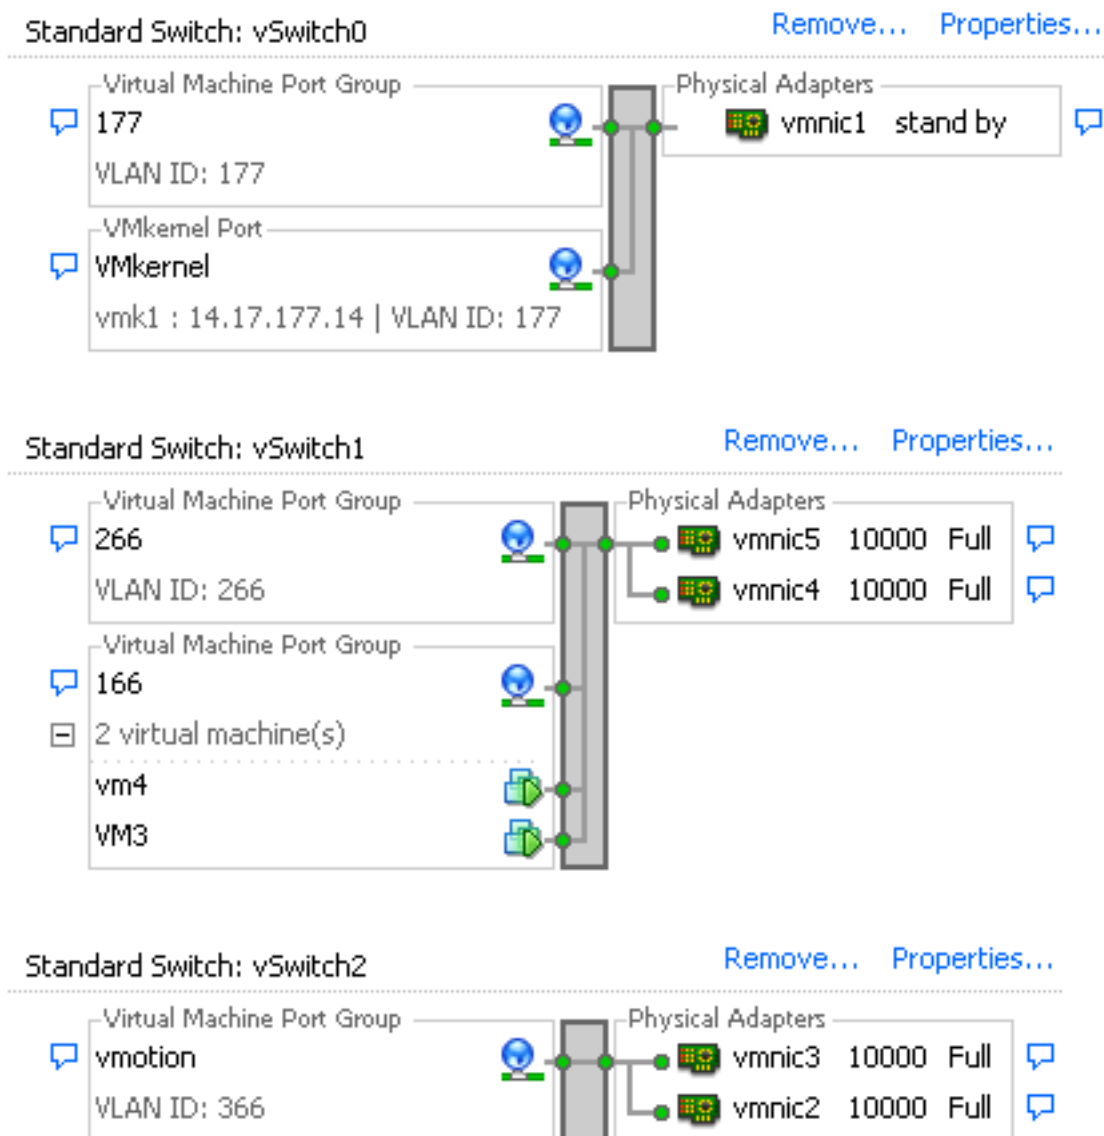 Standard Switch: vSwitch0 Remove... Properties...
Virtual Machine Port Group Physical Adapters
177 vmnic1 stand by
VLAN ID: 177
VMkernel Port
VMkernel
vmk1 : 14.17.177.14 | VLAN ID: 177
Standard Switch: vSwitch1 Remove... Properties...
Virtual Machine Port Group Physical Adapters
266 vmnic5 10000 Full
VLAN ID: 266 vmnic4 10000 Full
Virtual Machine Port Group
166
2 virtual machine(s)
vm4
VM3
Standard Switch: vSwitch2 Remove... Properties...
Virtual Machine Port Group Physical Adapters
vmotion vmnic3 10000 Full
VLAN ID: 366 vmnic2 10000 Full